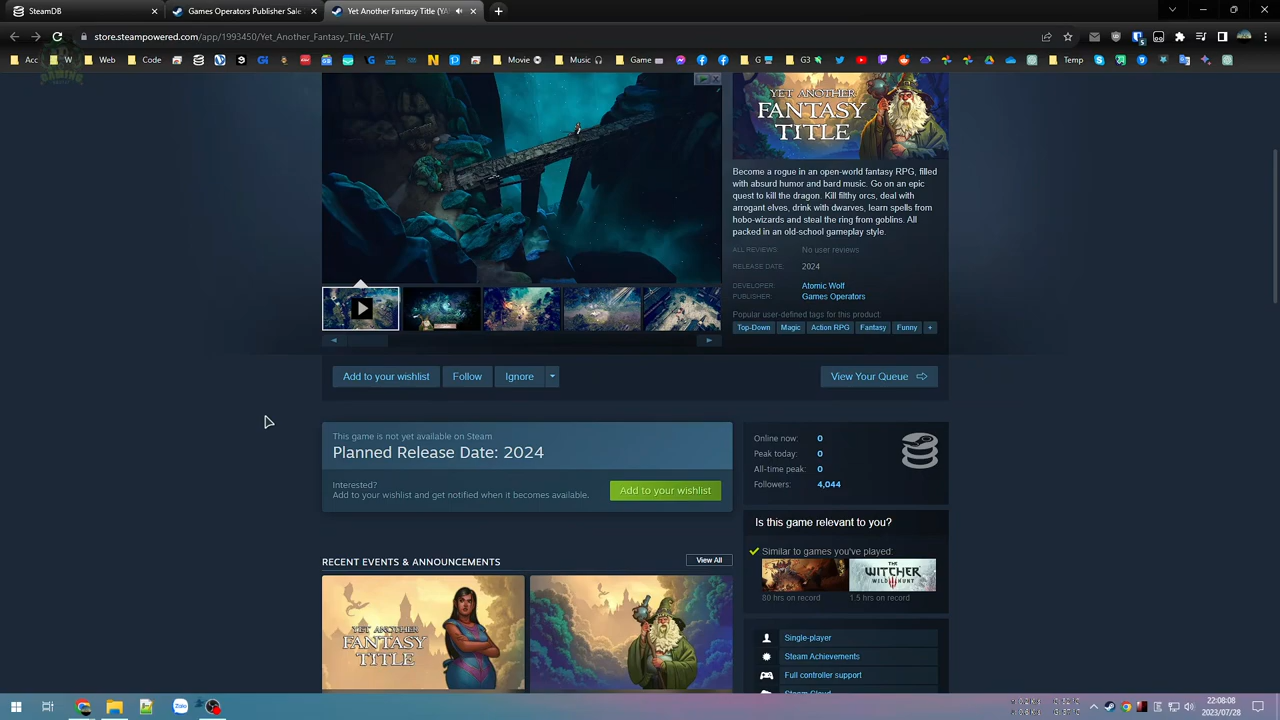 SteamDB
Games Operators Publisher Sale
Yet Another Fantasy Title (YAFT)
store.steampowered.com/app/1993450/Yet_Another_Fantasy_Title_YAFT/
Acc
W
Web
Cod
Movie
Music
Game
G
G3
Temp
GAMING
YET ANOTHER
FANTASY
TITLE
Become a rogue in an open-world fantasy RPG, filled
with absurd humor and bard music. Go on an epic
quest to kill the dragon. Kill filthy orcs, deal with
arrogant elves, drink with dwarves, learn spells from
hobo-wizards and steal the ring from goblins. All
packed in an old-school gameplay style.
ALL REVIEWS: No user reviews
RELEASE DATE: 2024
DEVELOPER: Atomic Wolf
PUBLISHER: Games Operators
Popular user-defined tags for this product:
Top-Down Magic Action RPG Fantasy Funny +
Add to your wishlist Follow Ignore View Your Queue
This game is not yet available on Steam
Planned Release Date: 2024
Interested?
Add to your wishlist and get notified when it becomes available.
Add to your wishlist
Online now: 0
Peak today: 0
All-time peak: 0
Followers: 4,044
Is this game relevant to you?
Similar to games you've played:
THE
WITCHER
WILD HUNT
80 hrs on record 1.5 hrs on record
RECENT EVENTS & ANNOUNCEMENTS View All
YET ANOTHER
FANTASY
TITLE
Single-player
Steam Achievements
Full controller support
Steam Cloud
Zalo
22:08:08
2023/07/28